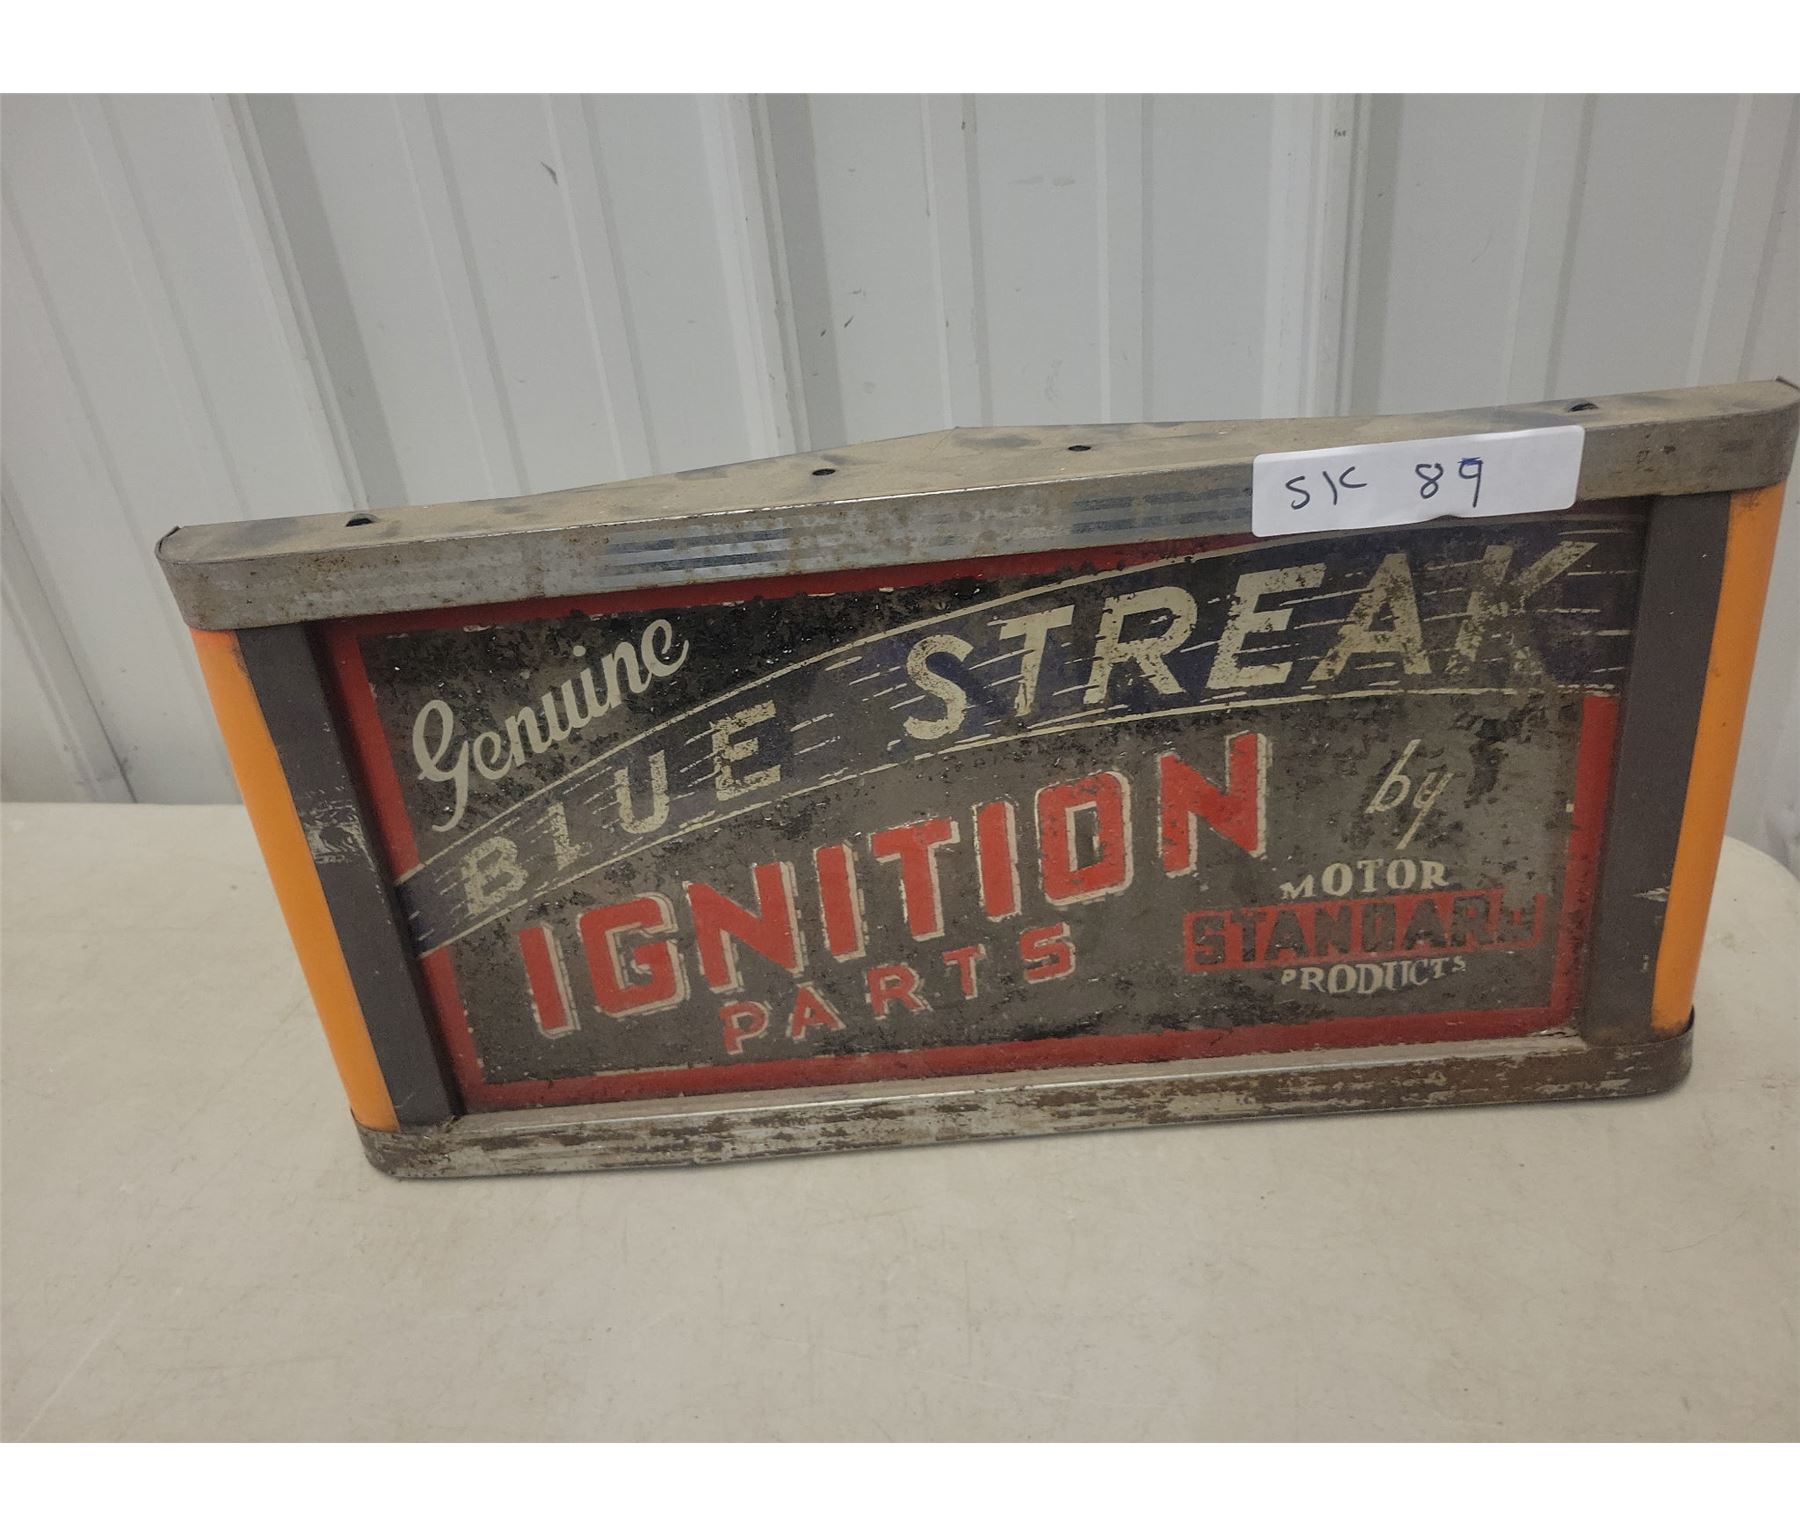 SK 89
Genuine
BLUE STREAK
IGNITION
PARTS
by
MOTOR
STANDARD
PRODUCTS